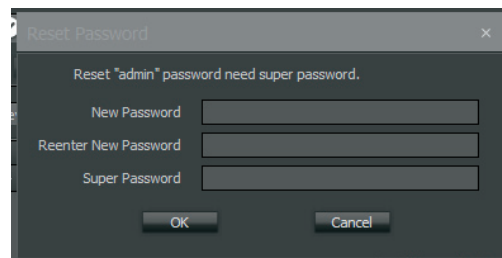 Reset Password
Reset "admin" password need super password.
New Password
Reenter New Password
Super Password
OK
Cancel